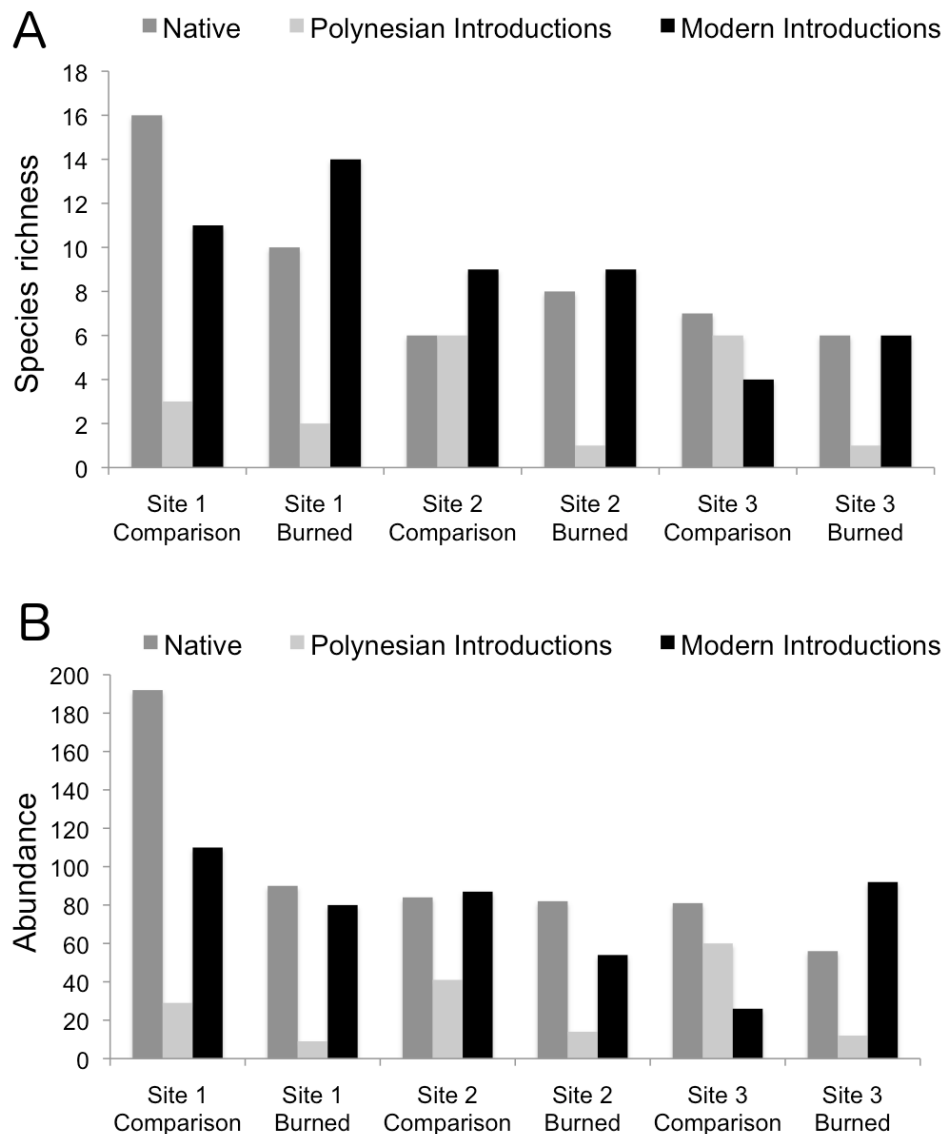 A
Native Polynesian Introductions Modern Introductions
18
16
14
12
10
8
6
4
2
0
Species richness
Site 1 Site 1 Site 2 Site 2 Site 3 Site 3
Comparison Burned Comparison Burned Comparison Burned
B
Native Polynesian Introductions Modern Introductions
200
180
160
140
120
100
80
60
40
20
0
Abundance
Site 1 Site 1 Site 2 Site 2 Site 3 Site 3
Comparison Burned Comparison Burned Comparison Burned